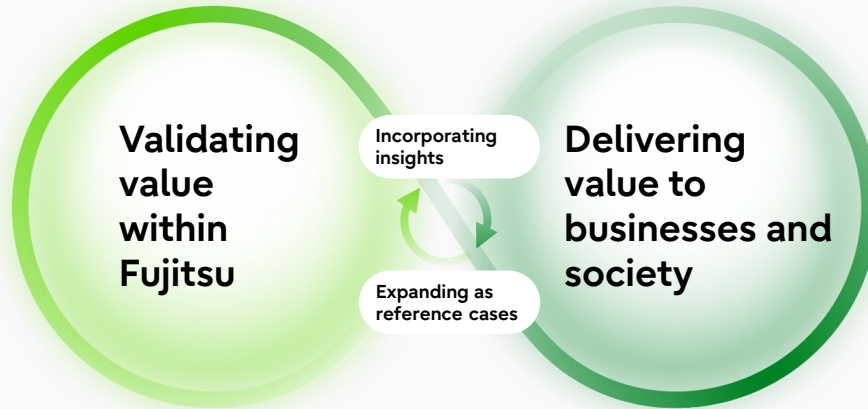 Validating
value
within
Fujitsu
Incorporating
insights
Expanding as
reference cases
Delivering
value to
businesses and
society